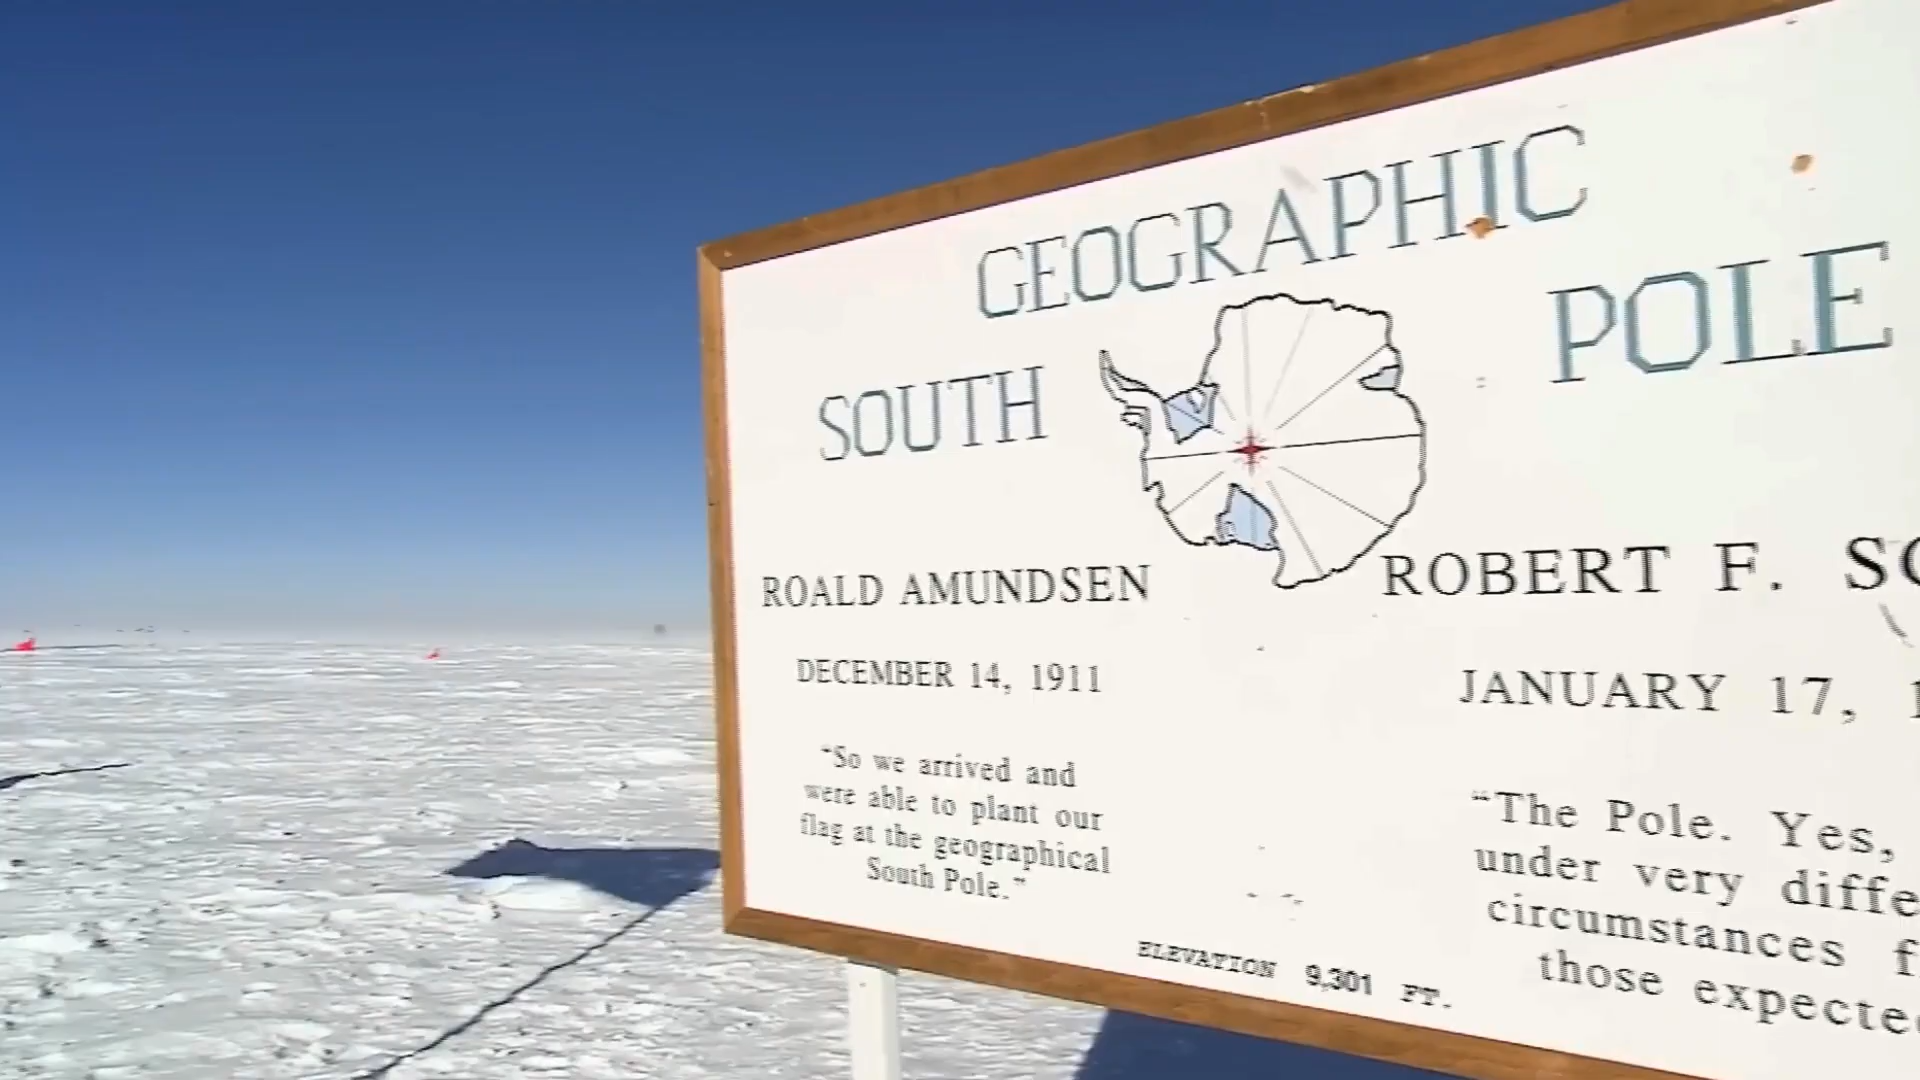 GEOGRAPHIC
SOUTH POLE
ROALD AMUNDSEN
DECEMBER 14, 1911
"So we arrived and
were able to plant our
flag at the geographical
South Pole."
ROBERT F.
JANUARY 17,
"The Pole. Yes,
under very
circumstances
those
ELEVATION 9,301 FT.